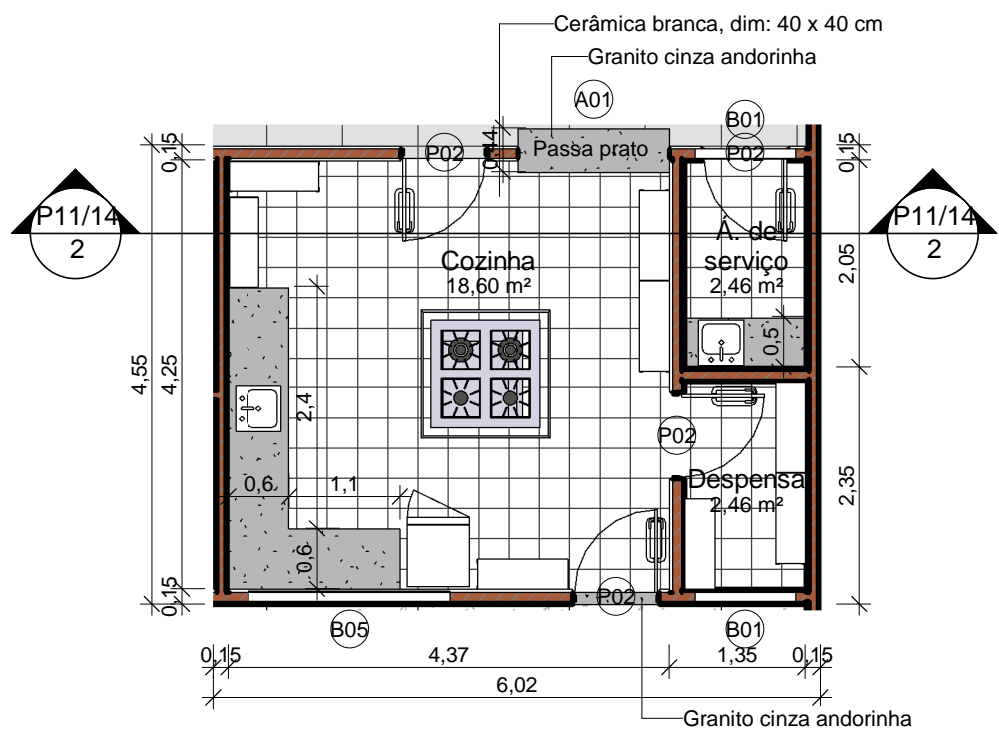 Cerâmica branca, dim: 40 x 40 cm
Granito cinza andorinha
A01
B01
0,15
P02
0,44
Passa prato
P02
0,15
P11/14
2
P11/14
2
Cozinha
18,60 m²
Á. de
serviço
2,46 m²
2,05
0,5
4,55
4,25
2,4
P02
0,6
1,1
Despensa
2,46 m²
2,35
0,6
0,15
P02
B05
B01
0,15
4,37
1,35
0,15
6,02
Granito cinza andorinha